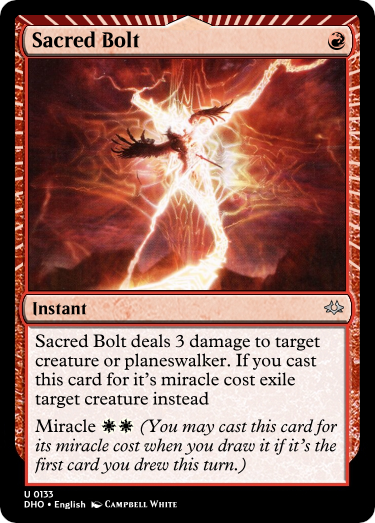 Sacred Bolt
Instant
Sacred Bolt deals 3 damage to target
creature or planeswalker. If you cast
this card for it's miracle cost exile
target creature instead
Miracle (You may cast this card for
its miracle cost when you draw it if it's the
first card you drew this turn.)
U 0133
DHO • English Campbell White